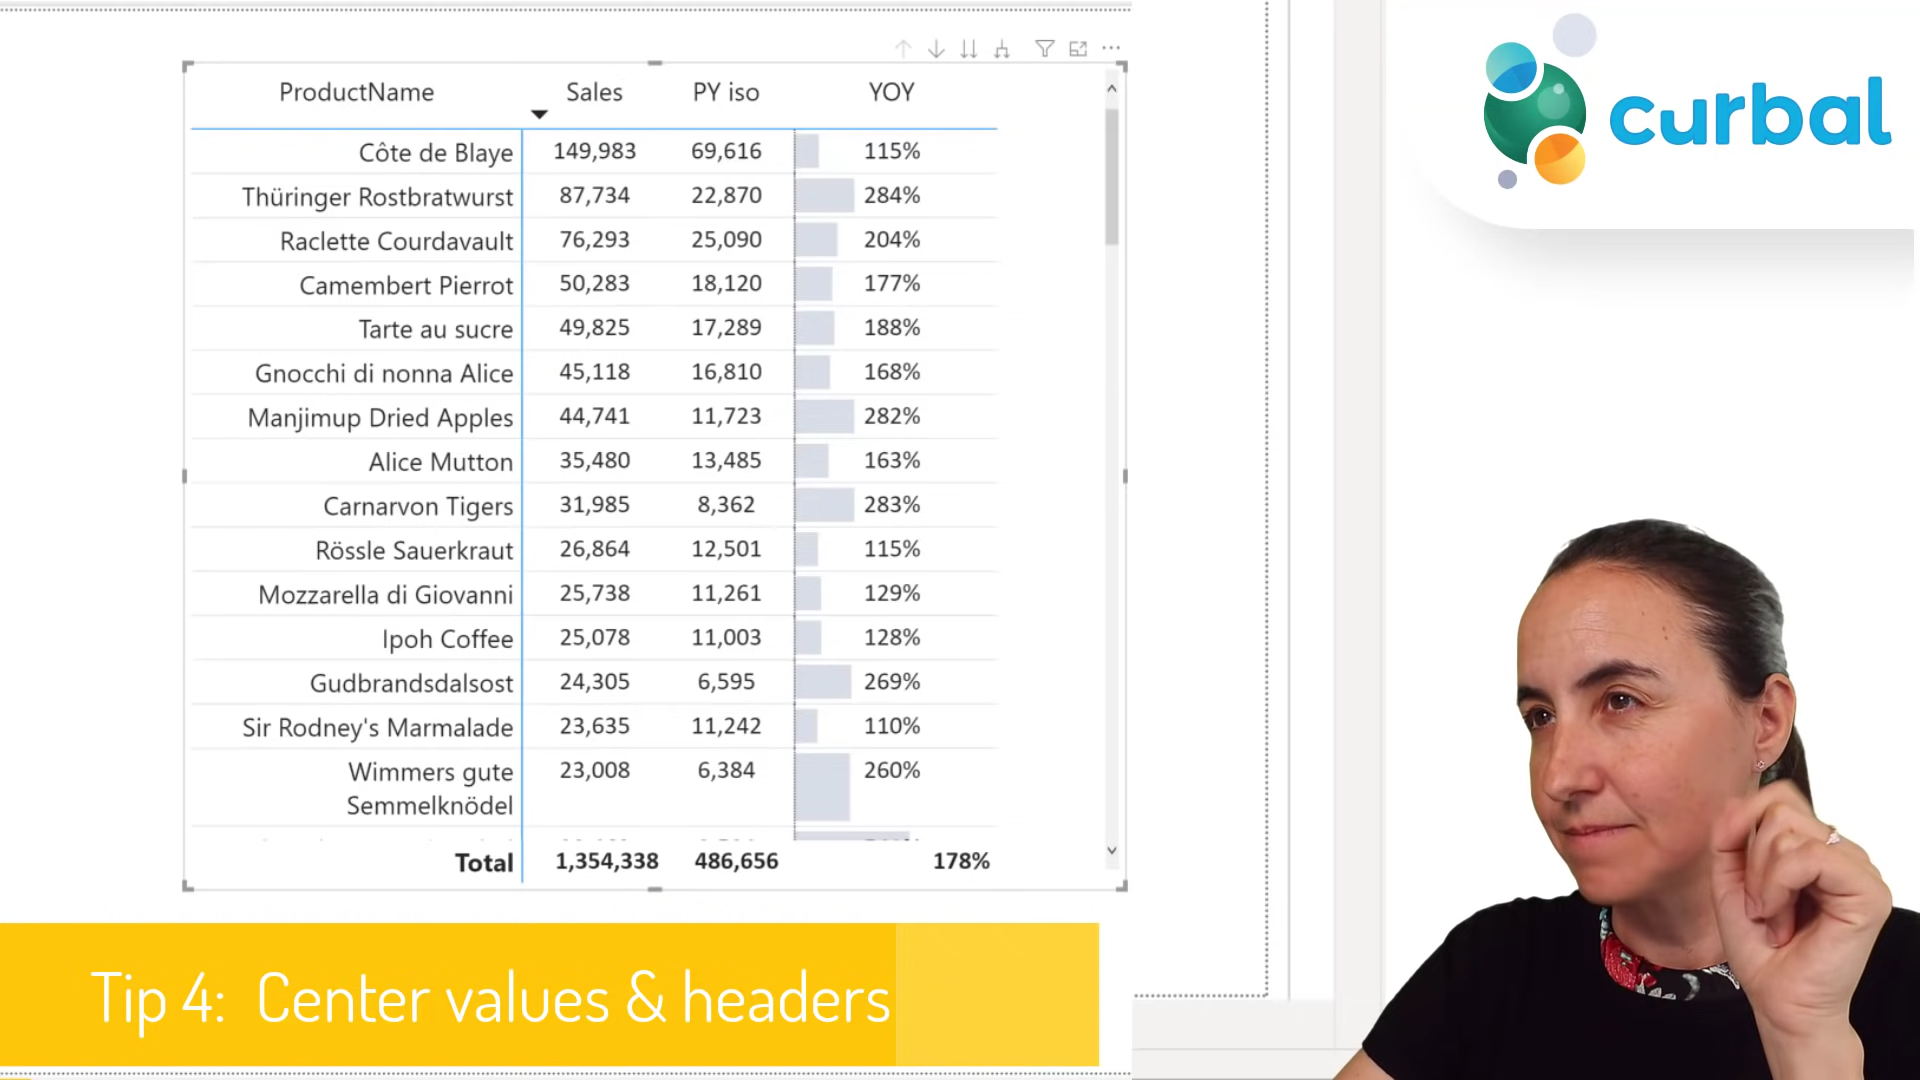 curbal
ProductName Sales PY iso YOY
Côte de Blaye 149,983 69,616 115%
Thüringer Rostbratwurst 87,734 22,870 284%
Raclette Courdavault 76,293 25,090 204%
Camembert Pierrot 50,283 18,120 177%
Tarte au sucre 49,825 17,289 188%
Gnocchi di nonna Alice 45,118 16,810 168%
Manjimup Dried Apples 44,741 11,723 282%
Alice Mutton 35,480 13,485 163%
Carnarvon Tigers 31,985 8,362 283%
Rössle Sauerkraut 26,864 12,501 115%
Mozzarella di Giovanni 25,738 11,261 129%
Ipoh Coffee 25,078 11,003 128%
Gudbrandsdalsost 24,305 6,595 269%
Sir Rodney's Marmalade 23,635 11,242 110%
Wimmers gute 23,008 6,384 260%
Semmelknödel
Total 1,354,338 486,656 178%
Tip 4: Center values & headers